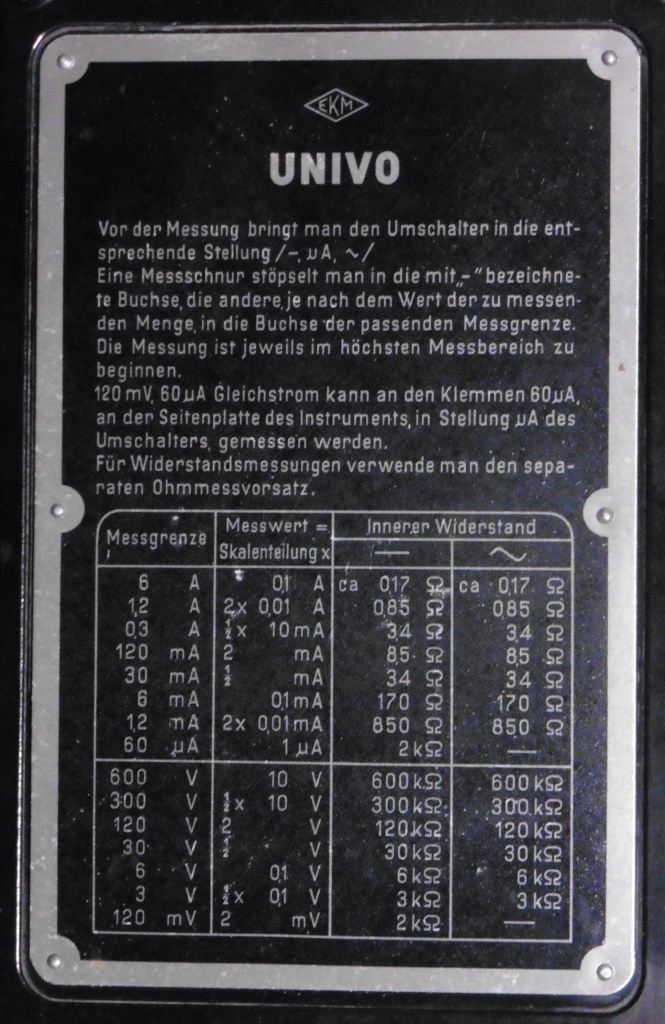 EKM
UNIVO
Vor der Messung bringt man den Umschalter in die ent-
sprechende Stellung /–, µA, ~/
Eine Messschnur stöpselt man in die mit „–“ bezeichne-
te Buchse, die andere, je nach dem Wert der zu messen-
den Menge, in die Buchse der passenden Messgrenze.
Die Messung ist jeweils im höchsten Messbereich zu
beginnen.
120 mV, 60 µA Gleichstrom kann an den Klemmen 60 µA,
an der Seitenplatte des Instruments, in Stellung µA des
Umschalters, gemessen werden.
Für Widerstandsmessungen verwende man den sepa-
raten Ohmmessvorsatz.
Messgrenze Messwert = Skalenteilung x Innerer Widerstand
— ~
6 A 0,1 A ca 0,17 Ω ca 0,17 Ω
1,2 A 2x 0,01 A 0,85 Ω 0,85 Ω
0,3 A ½ x 10 mA 3,4 Ω 3,4 Ω
120 mA 2 mA 8,5 Ω 8,5 Ω
30 mA ½ mA 34 Ω 34 Ω
6 mA 0,1 mA 170 Ω 170 Ω
1,2 mA 2x 0,01 mA 850 Ω 850 Ω
60 µA 1 µA 2 kΩ —
600 V 10 V 600 kΩ 600 kΩ
300 V ½ x 10 V 300 kΩ 300 kΩ
120 V 2 V 120 kΩ 120 kΩ
30 V ½ V 30 kΩ 30 kΩ
6 V 0,1 V 6 kΩ 6 kΩ
3 V ½ x 0,1 V 3 kΩ 3 kΩ
120 mV 2 mV 2 kΩ —